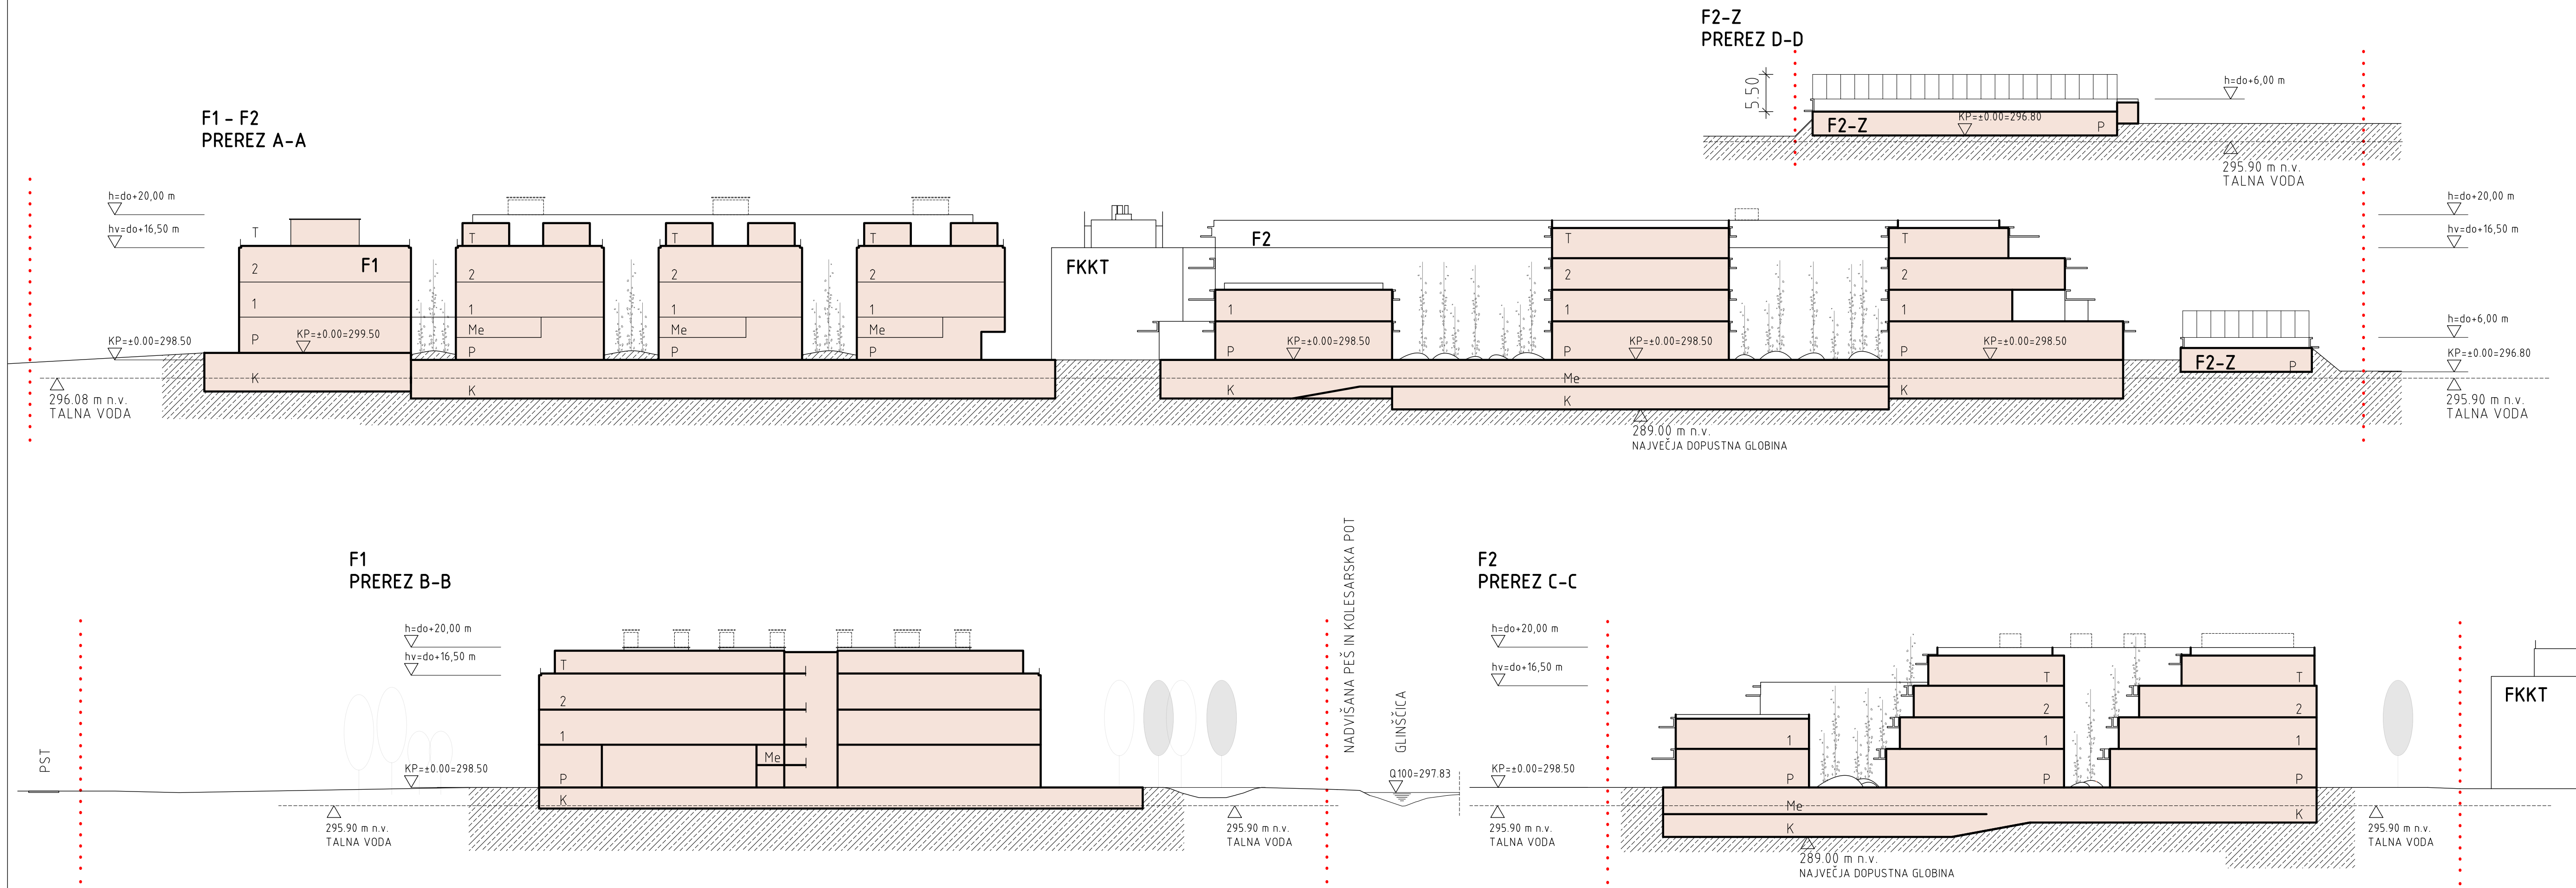 F2-Z
PREREZ D-D
5.50
h=do+6,00 m
KP=±0.00=296.80
F2-Z
P
295.90 m n.v.
TALNA VODA
F1 - F2
PREREZ A-A
h=do+20,00 m
hv=do+16,50 m
KP=±0.00=298.50
296.08 m n.v.
TALNA VODA
T
2
F1
1
P
KP=±0.00=299.50
K
T
2
1
Me
P
K
T
2
1
Me
P
T
2
1
Me
P
FKKT
F2
1
P
KP=±0.00=298.50
K
T
2
1
P
KP=±0.00=298.50
Me
K
289.00 m n.v.
NAJVEČJA DOPUSTNA GLOBINA
T
2
1
P
KP=±0.00=298.50
K
F2-Z
P
h=do+20,00 m
hv=do+16,50 m
h=do+6,00 m
KP=±0.00=296.80
295.90 m n.v.
TALNA VODA
F1
PREREZ B-B
h=do+20,00 m
hv=do+16,50 m
KP=±0.00=298.50
PST
295.90 m n.v.
TALNA VODA
T
2
1
Me
P
K
295.90 m n.v.
TALNA VODA
NADVIŠANA PEŠ IN KOLESARSKA POT
GLINŠČICA
Q100=297.83
F2
PREREZ C-C
h=do+20,00 m
hv=do+16,50 m
KP=±0.00=298.50
295.90 m n.v.
TALNA VODA
1
P
Me
K
289.00 m n.v.
NAJVEČJA DOPUSTNA GLOBINA
T
2
1
P
T
2
1
P
K
295.90 m n.v.
TALNA VODA
FKKT